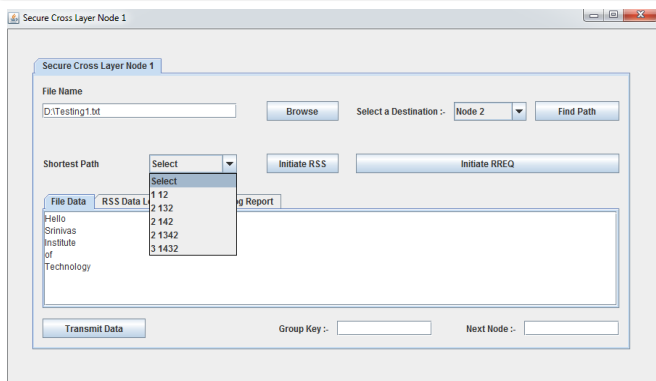 Secure Cross Layer Node 1
Secure Cross Layer Node 1
File Name
D:\Testing1.txt
Browse
Select a Destination :-
Node 2
Find Path
Shortest Path
Select
Initiate RSS
Initiate RREQ
Select
1 12
2 132
2 142
2 1342
3 1432
File Data
RSS Data L
og Report
Hello
Srinivas
Institute
of
Technology
Transmit Data
Group Key :-
Next Node :-